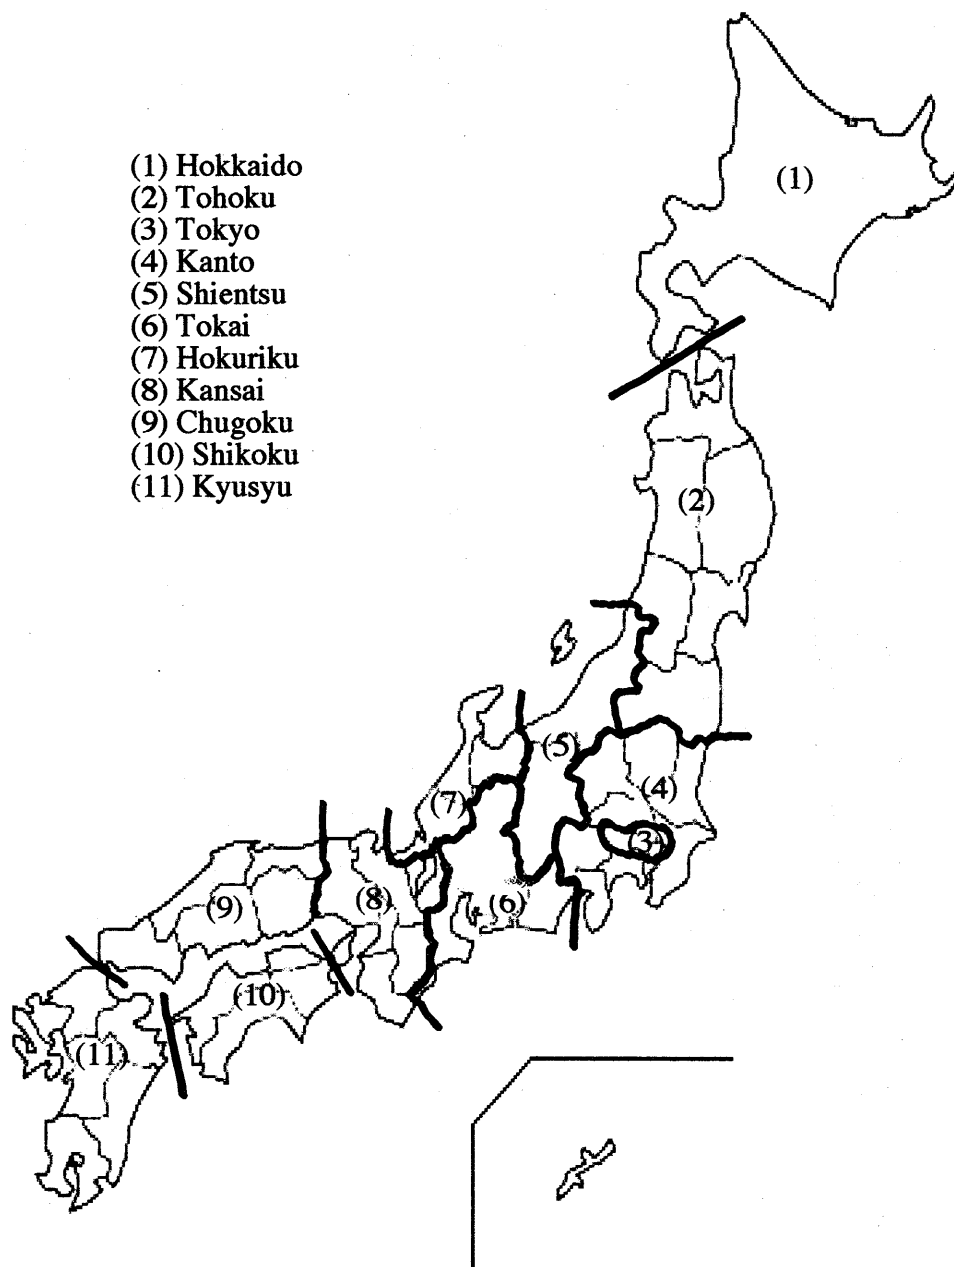 (1) Hokkaido
(2) Tohoku
(3) Tokyo
(4) Kanto
(5) Shientsu
(6) Tokai
(7) Hokuriku
(8) Kansai
(9) Chugoku
(10) Shikoku
(11) Kyusyu
(1)
(2)
(5)
(4)
(7)
(3)
(8)
(6)
(9)
(10)
(11)